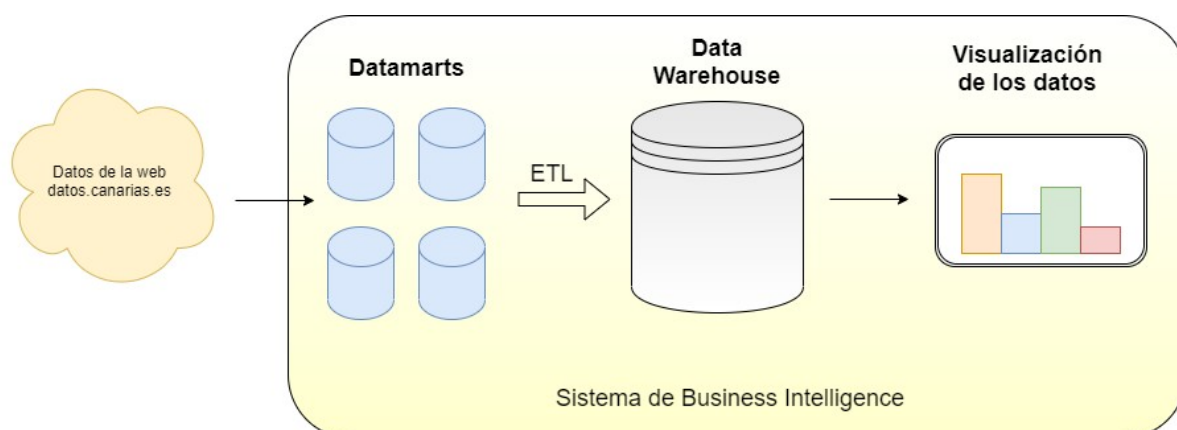 Datos de la web
datos.canarias.es
Datamarts
ETL
Data
Warehouse
Visualización
de los datos
Sistema de Business Intelligence